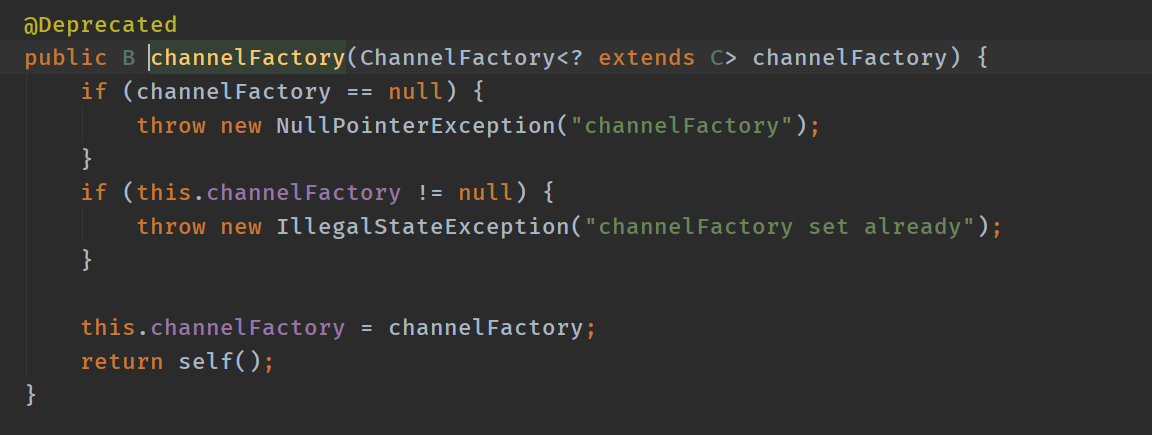 @Deprecated
public B channelFactory(ChannelFactory<? extends C> channelFactory) {
    if (channelFactory == null) {
        throw new NullPointerException("channelFactory");
    }
    if (this.channelFactory != null) {
        throw new IllegalStateException("channelFactory set already");
    }

    this.channelFactory = channelFactory;
    return self();
}